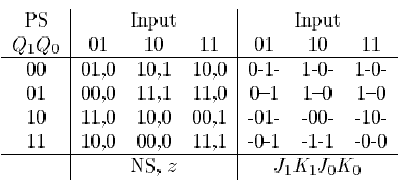 PS Input Input
Q₁Q₀ 01 10 11 01 10 11
00 01,0 10,1 10,0 0-1- 1-0- 1-0-
01 00,0 11,1 11,0 0--1 1--0 1--0
10 11,0 10,0 00,1 -01- -00- -10-
11 10,0 00,0 11,1 -0-1 -1-1 -0-0
NS, z J₁K₁J₀K₀